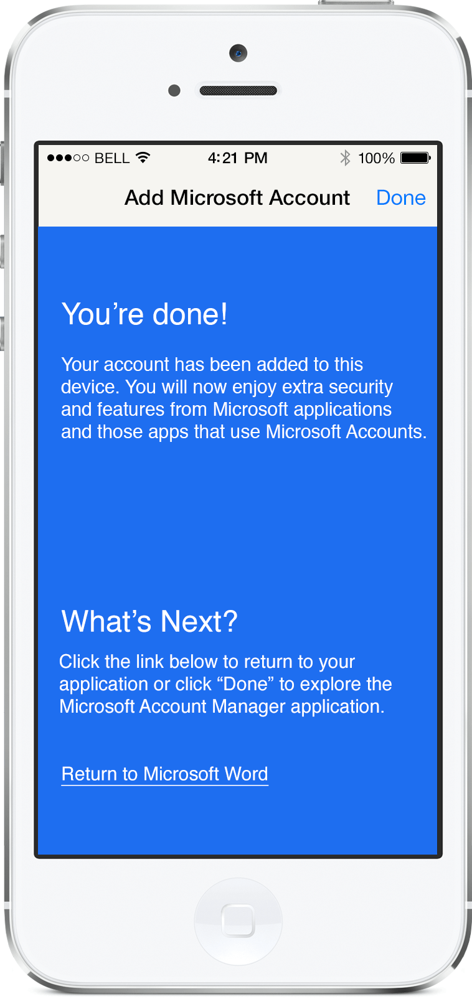 BELL 4:21 PM 100%
Add Microsoft Account Done
You’re done!
Your account has been added to this
device. You will now enjoy extra security
and features from Microsoft applications
and those apps that use Microsoft Accounts.
What’s Next?
Click the link below to return to your
application or click “Done” to explore the
Microsoft Account Manager application.
Return to Microsoft Word